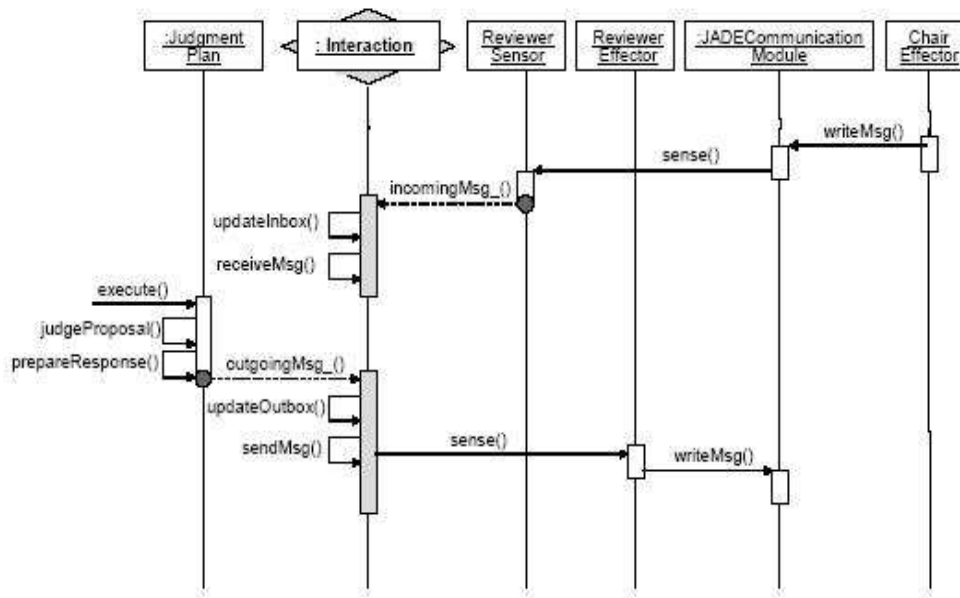 :Judgment
Plan
: Interaction
Reviewer
Sensor
Reviewer
Effector
:JADECommunication
Module
Chair
Effector
writeMsg()
sense()
incomingMsg_()
updateInbox()
receiveMsg()
execute()
judgeProposal()
prepareResponse()
outgoingMsg_()
updateOutbox()
sendMsg()
sense()
writeMsg()